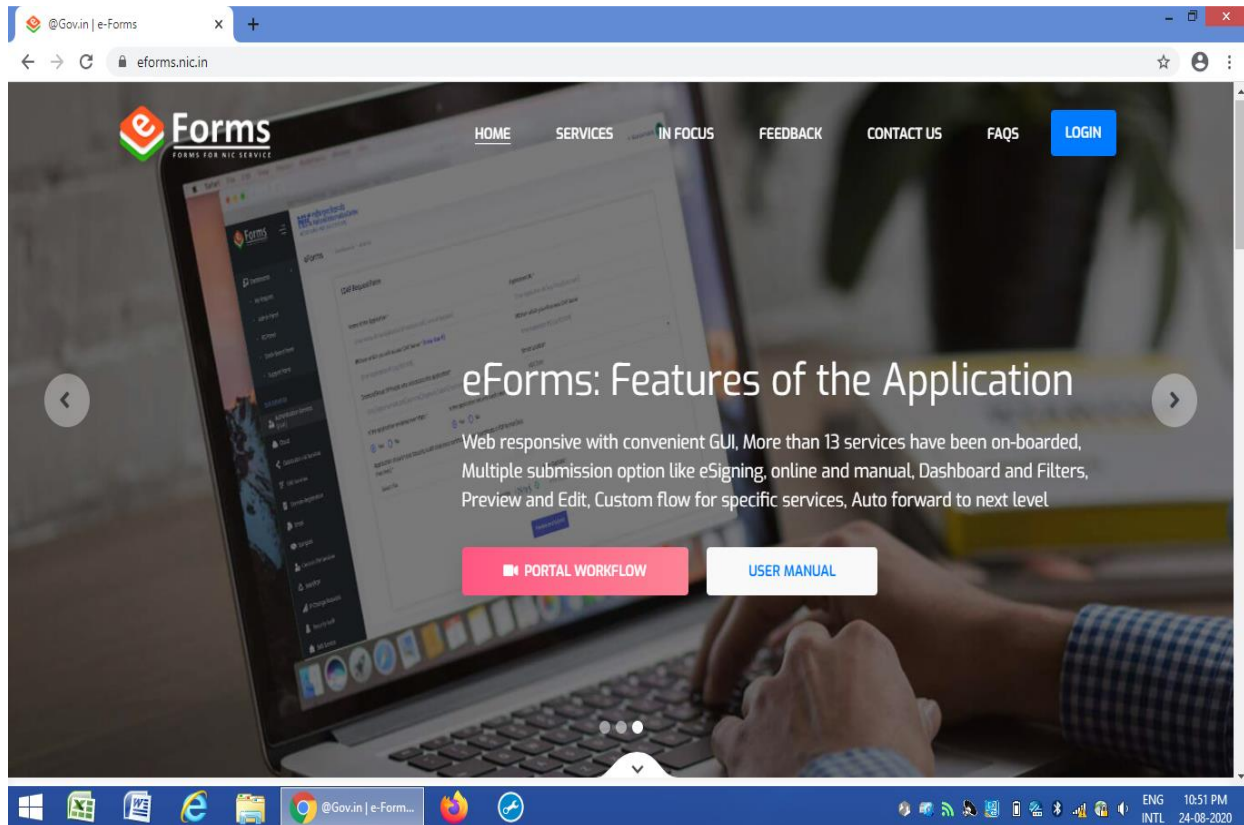 @Gov.in | e-Forms
eforms.nic.in
e Forms
FORMS FOR NIC SERVICE
HOME SERVICES IN FOCUS FEEDBACK CONTACT US FAQS LOGIN
Forms
eForms
eForms: Features of the Application
Web responsive with convenient GUI, More than 13 services have been on-boarded,
Multiple submission option like eSigning, online and manual, Dashboard and Filters,
Preview and Edit, Custom flow for specific services, Auto forward to next level
PORTAL WORKFLOW
USER MANUAL
@Gov.in | e-Form...
ENG 10:51 PM
INTL 24-08-2020